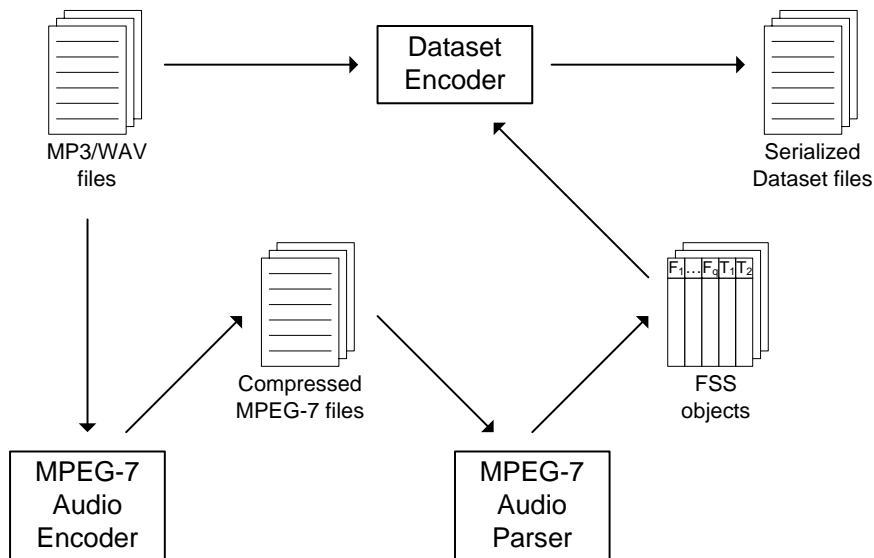 Dataset
Encoder
MP3/WAV
files
Serialized
Dataset files
F₁ … F_q T₁ T₂
Compressed
MPEG-7 files
FSS
objects
MPEG-7
Audio
Encoder
MPEG-7
Audio
Parser